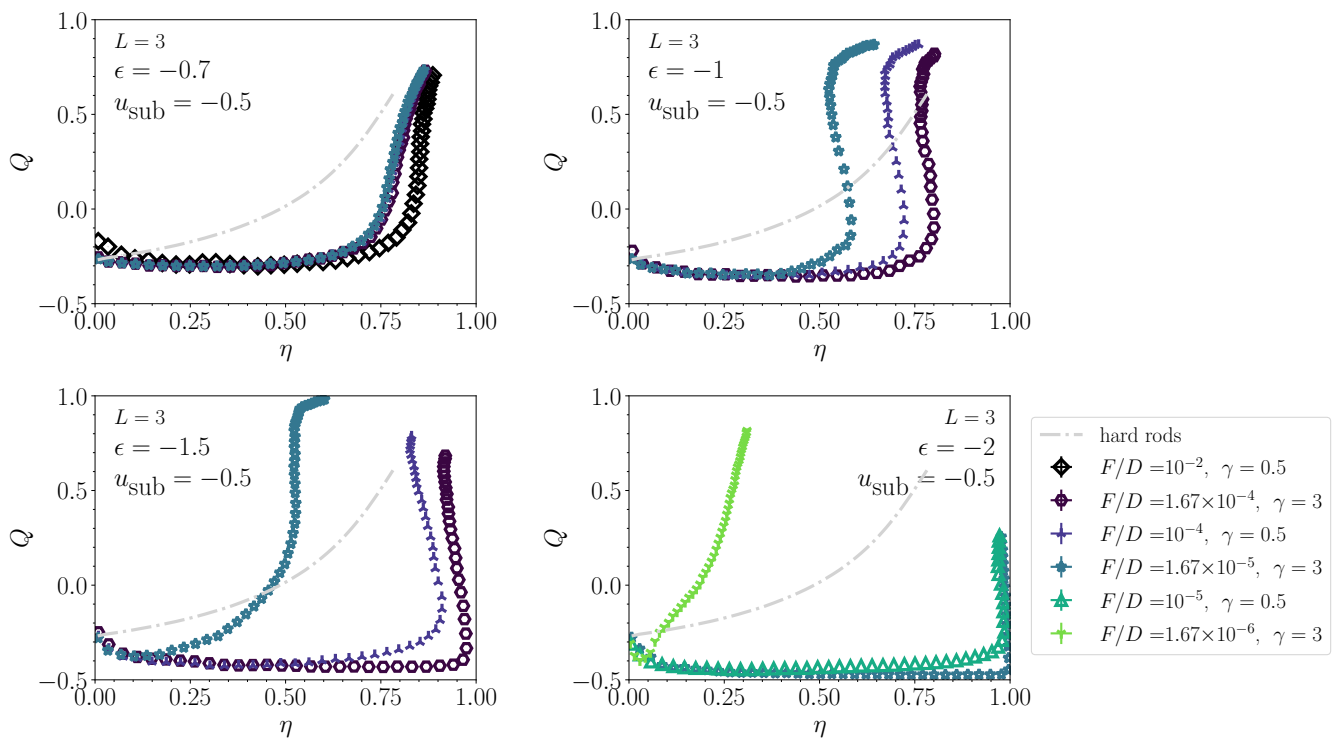 1.0
0.5
0.0
−0.5
Q
L = 3
ϵ = −0.7
u_sub = −0.5
0.00 0.25 0.50 0.75 1.00
η
1.0
0.5
0.0
−0.5
Q
L = 3
ϵ = −1
u_sub = −0.5
0.00 0.25 0.50 0.75 1.00
η
1.0
0.5
0.0
−0.5
Q
L = 3
ϵ = −1.5
u_sub = −0.5
0.00 0.25 0.50 0.75 1.00
η
1.0
0.5
0.0
−0.5
Q
L = 3
ϵ = −2
u_sub = −0.5
0.00 0.25 0.50 0.75 1.00
η
hard rods
F/D =10⁻², γ = 0.5
F/D =1.67×10⁻⁴, γ = 3
F/D =10⁻⁴, γ = 0.5
F/D =1.67×10⁻⁵, γ = 3
F/D =10⁻⁵, γ = 0.5
F/D =1.67×10⁻⁶, γ = 3